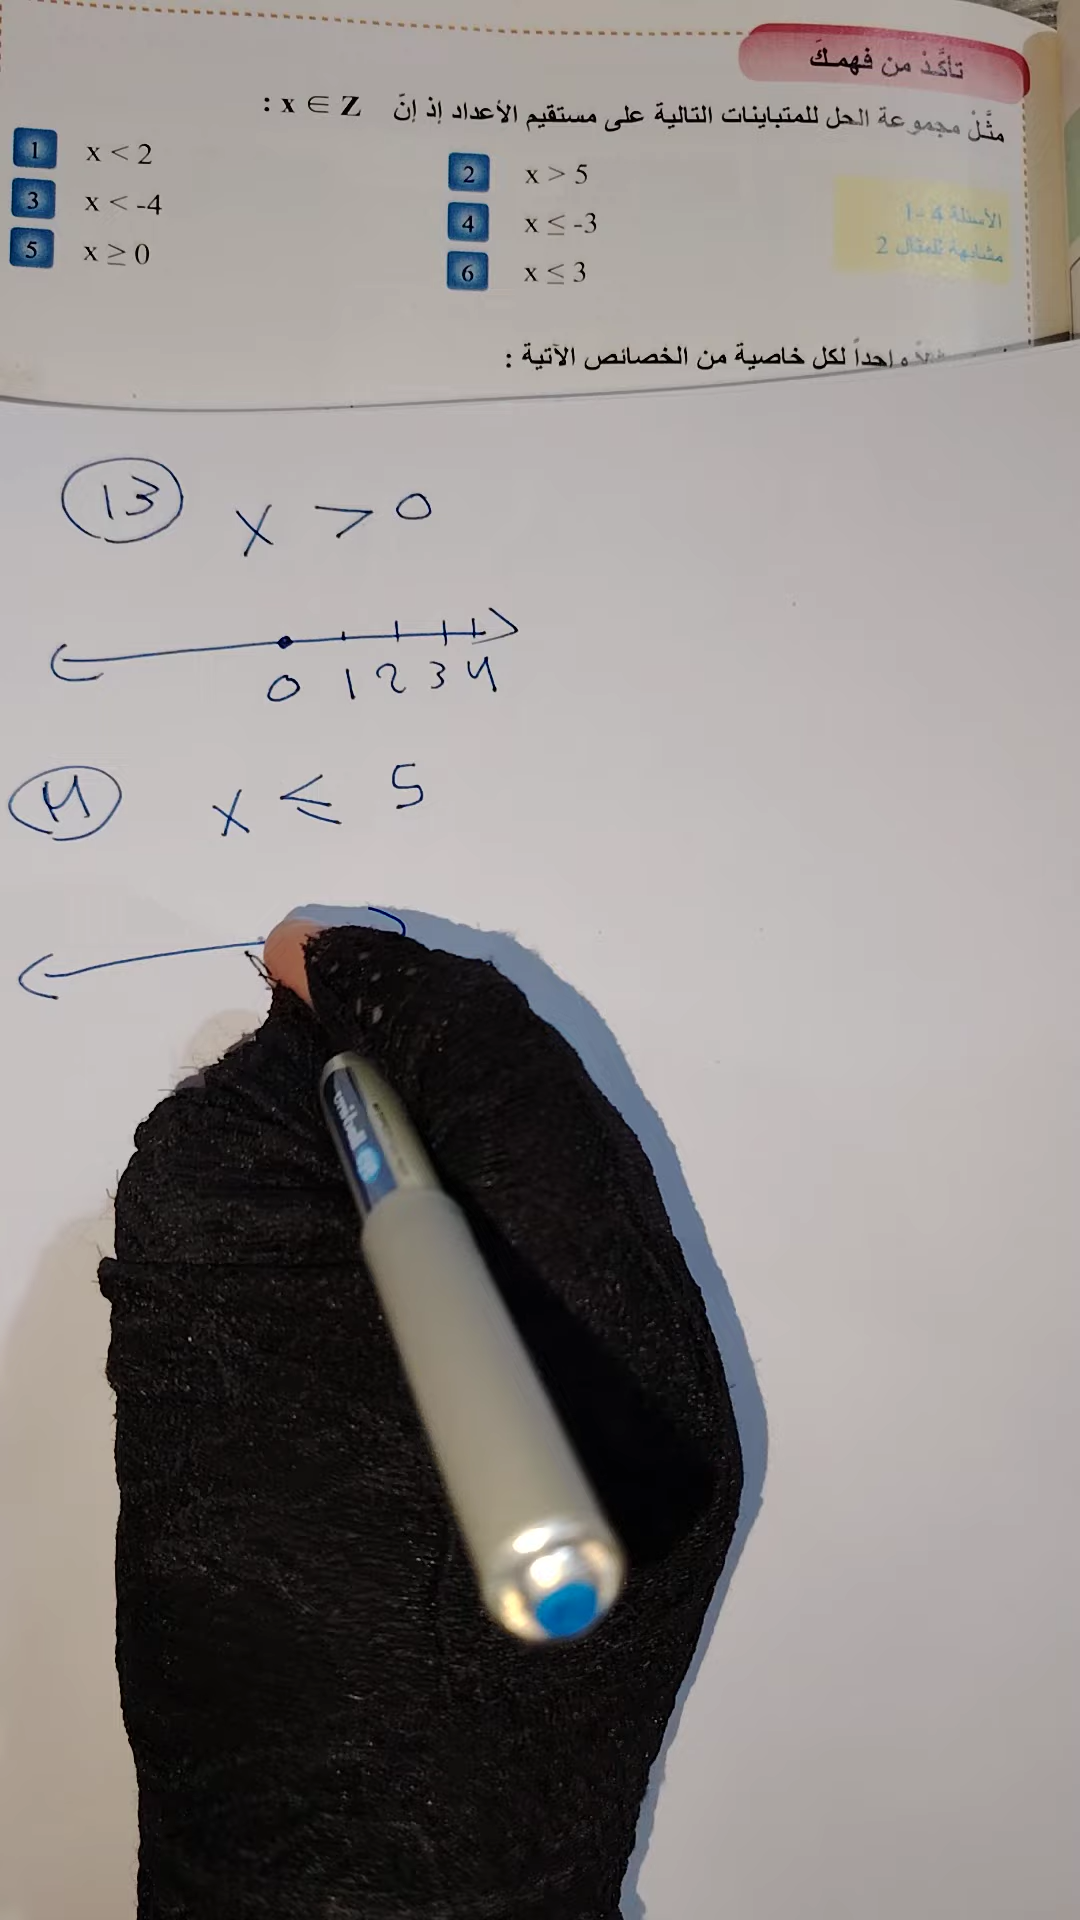 تأكَّدْ من فهمكَ
مثَّلْ مجموعة الحل للمتباينات التالية على مستقيم الأعداد إذ إنّ x ∈ Z :
1 x < 2
2 x > 5
3 x < -4
4 x ≤ -3
5 x ≥ 0
6 x ≤ 3
الأسئلة 4 -1
مشابهة للمثال 2
واحداً لكل خاصية من الخصائص الآتية :
13 x > 0
0 1 2 3 4
x ≤ 5
uniball